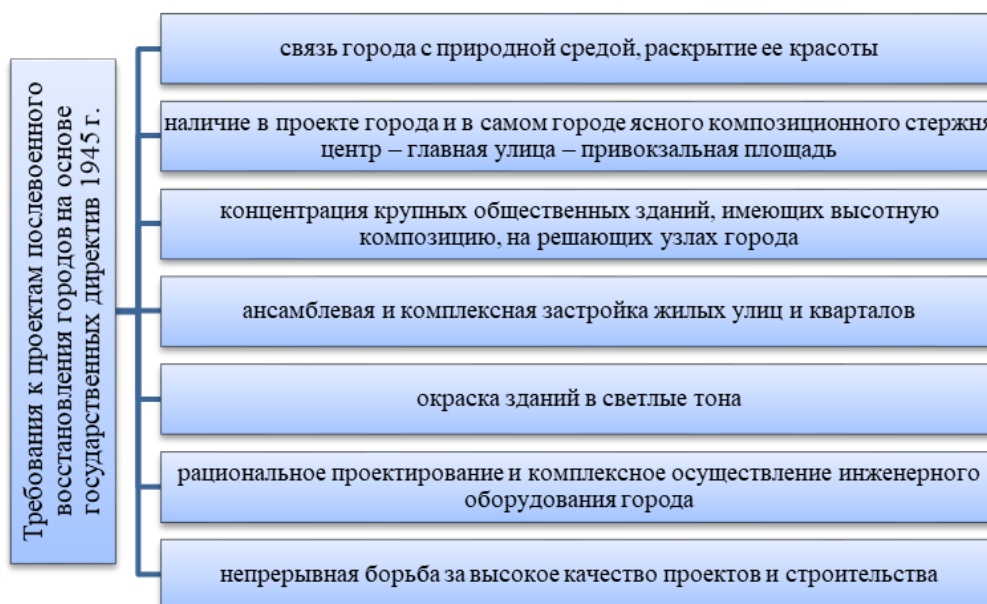 Требования к проектам послевоенного
восстановления городов на основе
государственных директив 1945 г.
связь города с природной средой, раскрытие ее красоты
наличие в проекте города и в самом городе ясного композиционного стержня
центр – главная улица – привокзальная площадь
концентрация крупных общественных зданий, имеющих высотную
композицию, на решающих узлах города
ансамблевая и комплексная застройка жилых улиц и кварталов
окраска зданий в светлые тона
рациональное проектирование и комплексное осуществление инженерного
оборудования города
непрерывная борьба за высокое качество проектов и строительства